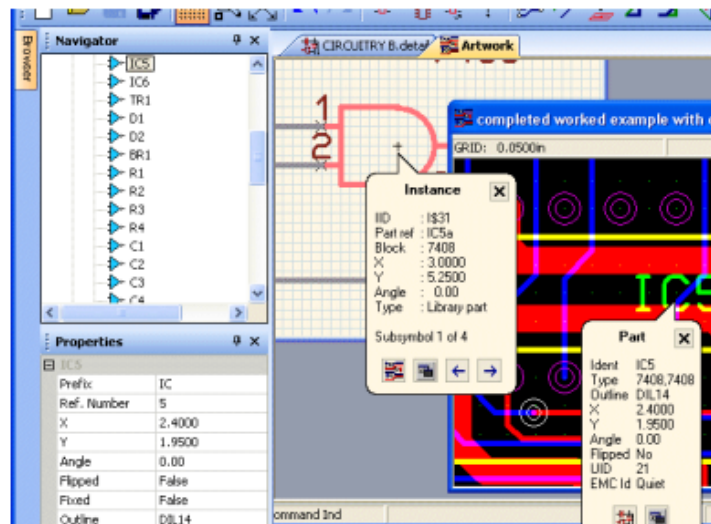 Browser
Navigator
IC5
IC6
TR1
D1
D2
BR1
R1
R2
R3
R4
C1
C2
C3
C4
Properties
IC5
Prefix IC
Ref. Number 5
X 2.4000
Y 1.9500
Angle 0.00
Flipped False
Fixed False
Outline DIL14
CIRCUITRY B.detail
Artwork
1
2
Instance
IID : I$31
Part ref : IC5a
Block : 7408
X : 3.0000
Y : 5.2500
Angle : 0.00
Type : Library part
Subsymbol 1 of 4
completed worked example with
GRID: 0.0500in
IC5
Part
Ident IC5
Type 7408,7408
Outline DIL14
X 2.4000
Y 1.9500
Angle 0.00
Flipped No
UID 21
EMC Id Quiet
ommand Ind